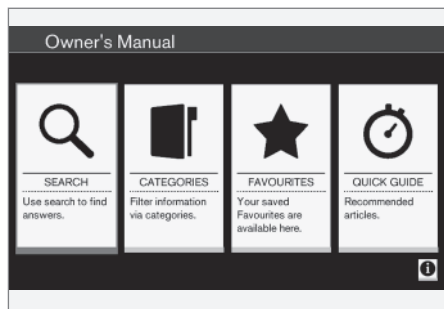 Owner's Manual
SEARCH
Use search to find
answers.
CATEGORIES
Filter information
via categories.
FAVOURITES
Your saved
Favourites are
available here.
QUICK GUIDE
Recommended
articles.
i